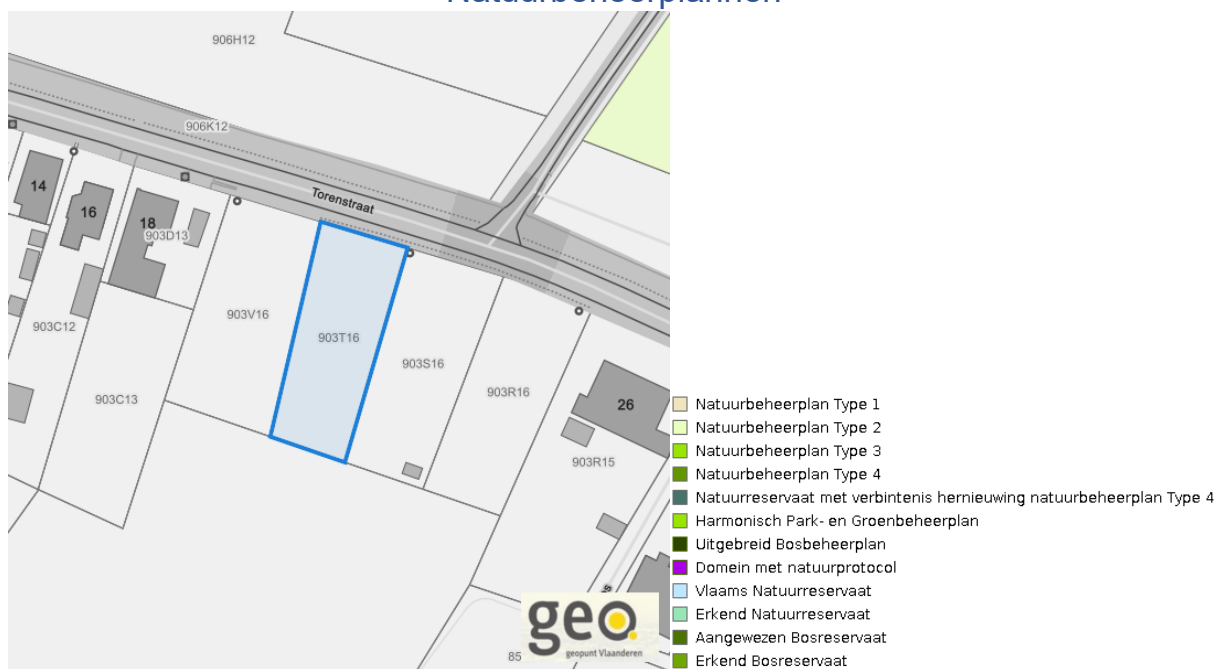 Natuurbeheerplannen
906H12
906K12
Torenstraat
14
16
18
903D13
903V16
903T16
903C12
903S16
903C13
903R16
26
903R15
85
geo
geopunt Vlaanderen
Natuurbeheerplan Type 1
Natuurbeheerplan Type 2
Natuurbeheerplan Type 3
Natuurbeheerplan Type 4
Natuurreservaat met verbintenis hernieuwing natuurbeheerplan Type 4
Harmonisch Park- en Groenbeheerplan
Uitgebreid Bosbeheerplan
Domein met natuurprotocol
Vlaams Natuurreservaat
Erkend Natuurreservaat
Aangewezen Bosreservaat
Erkend Bosreservaat